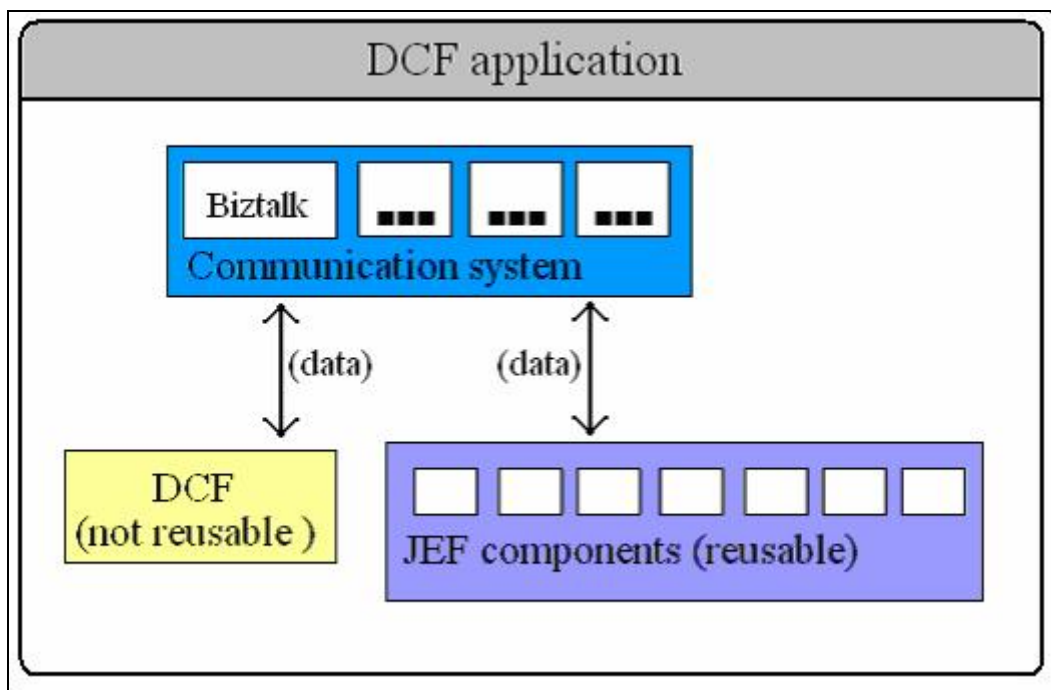 DCF application
Biztalk
... ... ...
Communication system
(data) (data)
DCF
(not reusable )
JEF components (reusable)